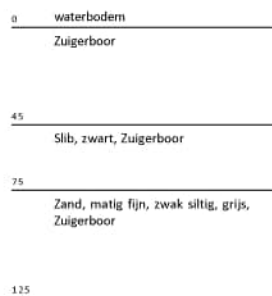 0 waterbodem
Zuigerboor
45
Slib, zwart, Zuigerboor
75
Zand, matig fijn, zwak siltig, grijs,
Zuigerboor
125